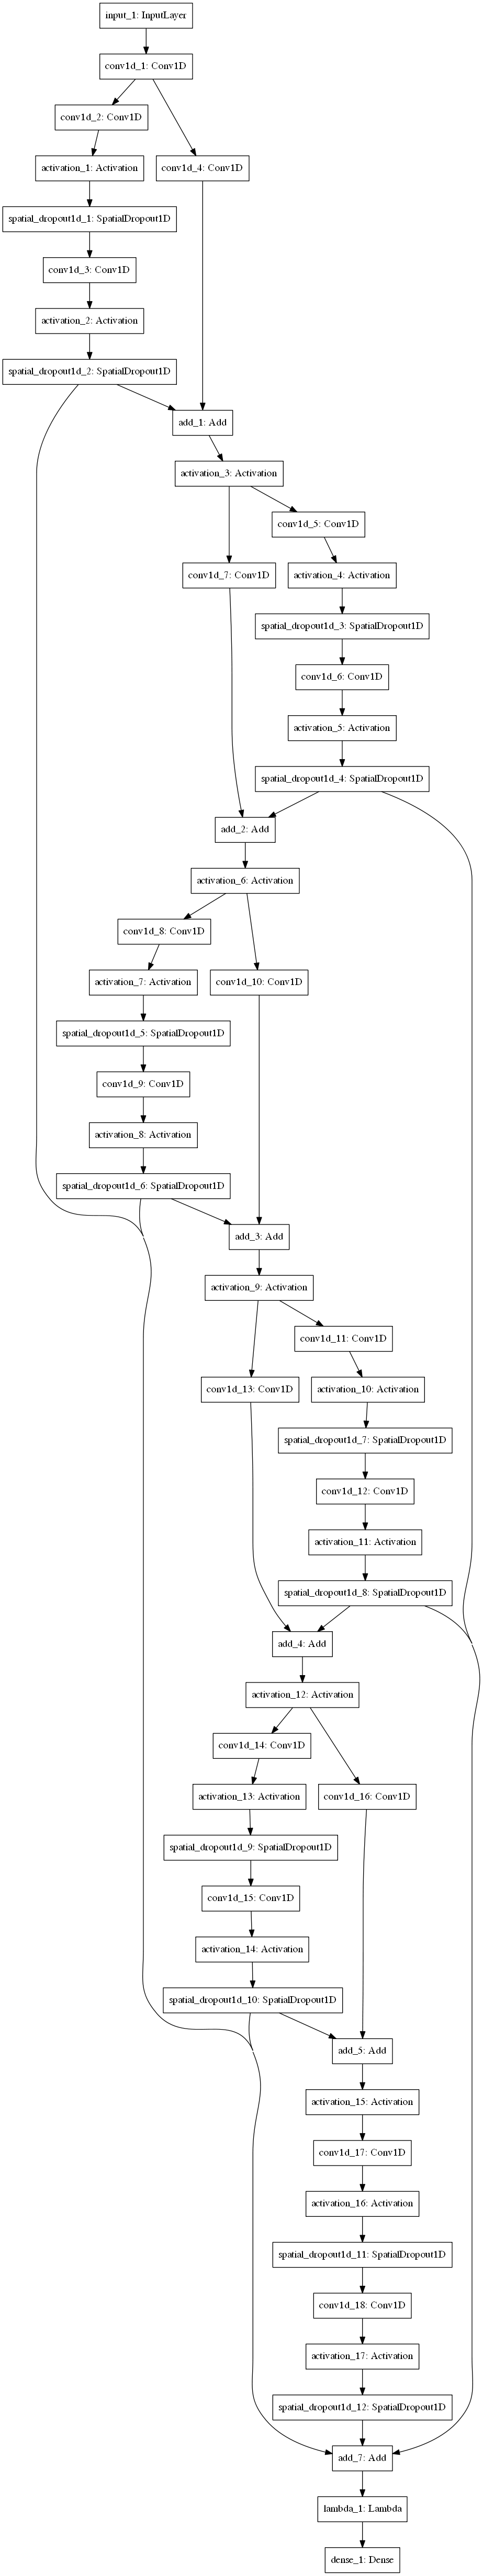 input_1: InputLayer
conv1d_1: Conv1D
conv1d_2: Conv1D
activation_1: Activation
conv1d_4: Conv1D
spatial_dropout1d_1: SpatialDropout1D
conv1d_3: Conv1D
activation_2: Activation
spatial_dropout1d_2: SpatialDropout1D
add_1: Add
activation_3: Activation
conv1d_5: Conv1D
conv1d_7: Conv1D
activation_4: Activation
spatial_dropout1d_3: SpatialDropout1D
conv1d_6: Conv1D
activation_5: Activation
spatial_dropout1d_4: SpatialDropout1D
add_2: Add
activation_6: Activation
conv1d_8: Conv1D
activation_7: Activation
conv1d_10: Conv1D
spatial_dropout1d_5: SpatialDropout1D
conv1d_9: Conv1D
activation_8: Activation
spatial_dropout1d_6: SpatialDropout1D
add_3: Add
activation_9: Activation
conv1d_11: Conv1D
conv1d_13: Conv1D
activation_10: Activation
spatial_dropout1d_7: SpatialDropout1D
conv1d_12: Conv1D
activation_11: Activation
spatial_dropout1d_8: SpatialDropout1D
add_4: Add
activation_12: Activation
conv1d_14: Conv1D
activation_13: Activation
conv1d_16: Conv1D
spatial_dropout1d_9: SpatialDropout1D
conv1d_15: Conv1D
activation_14: Activation
spatial_dropout1d_10: SpatialDropout1D
add_5: Add
activation_15: Activation
conv1d_17: Conv1D
activation_16: Activation
spatial_dropout1d_11: SpatialDropout1D
conv1d_18: Conv1D
activation_17: Activation
spatial_dropout1d_12: SpatialDropout1D
add_7: Add
lambda_1: Lambda
dense_1: Dense